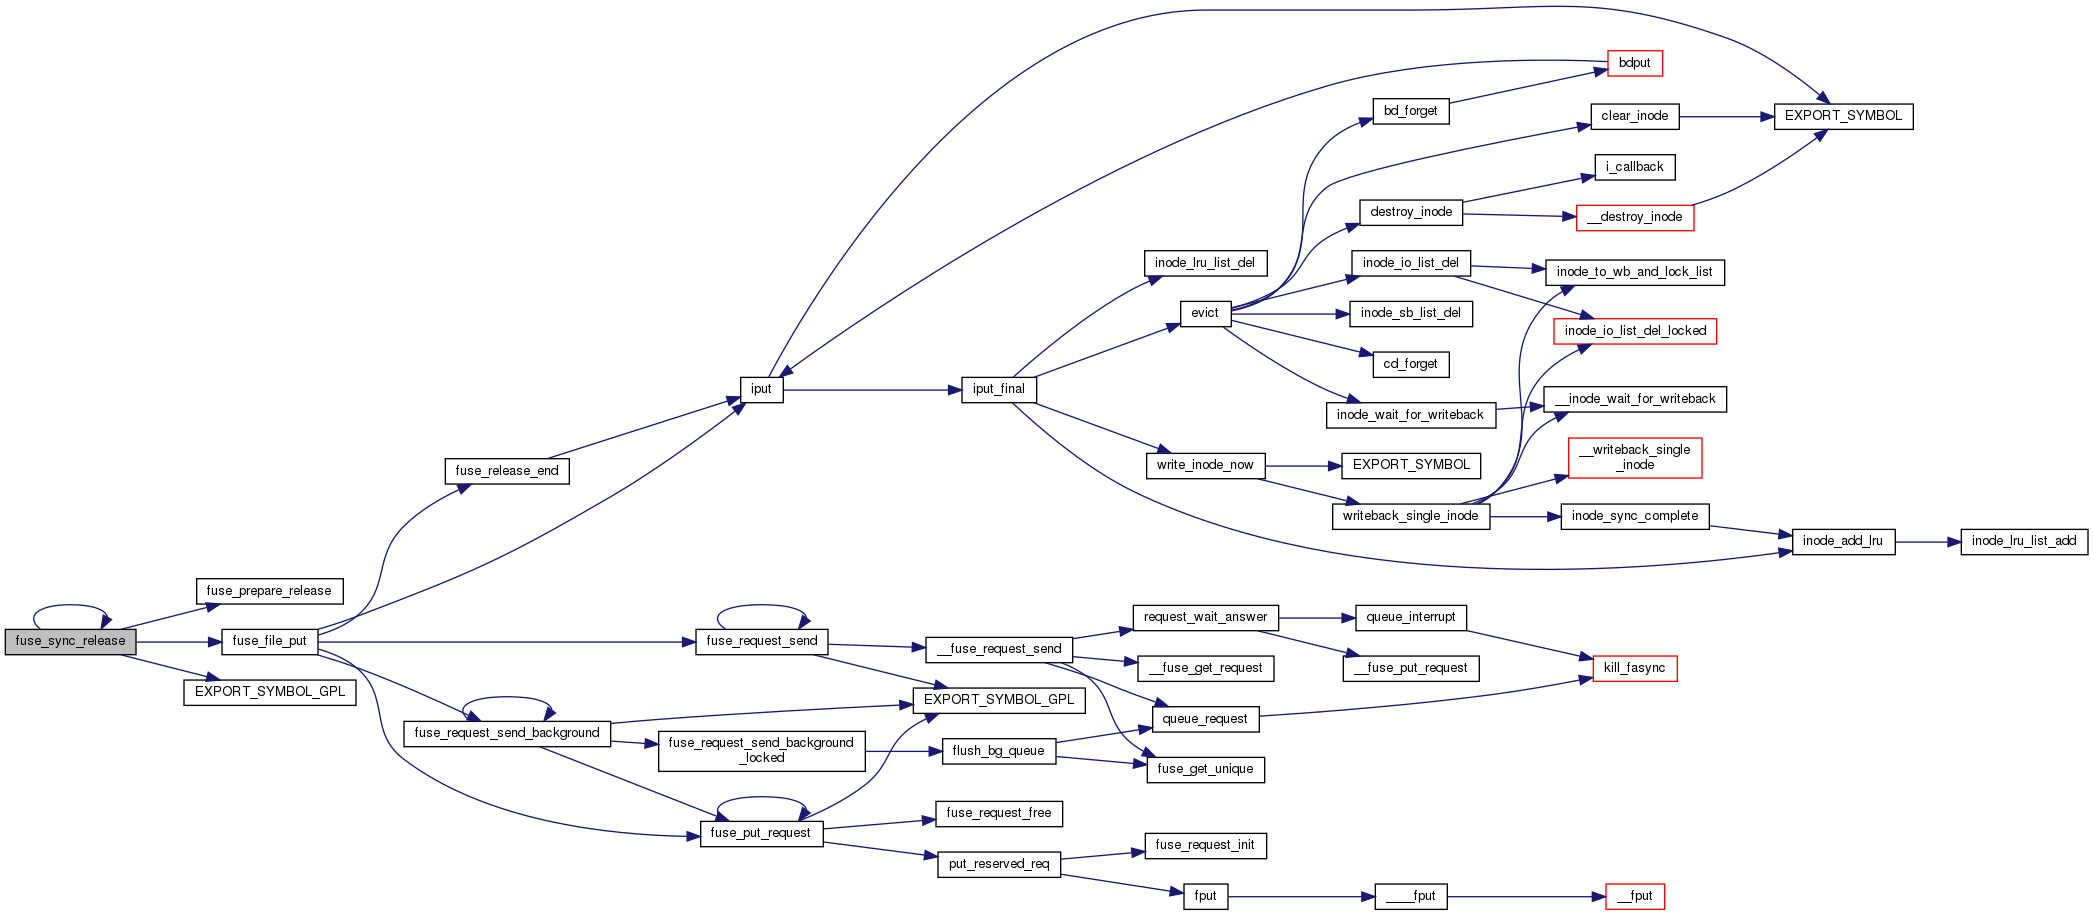 bdput
bd_forget
clear_inode
EXPORT_SYMBOL
i_callback
destroy_inode
__destroy_inode
inode_lru_list_del
inode_io_list_del
inode_to_wb_and_lock_list
evict
inode_sb_list_del
inode_io_list_del_locked
cd_forget
iput
iput_final
inode_wait_for_writeback
__inode_wait_for_writeback
fuse_release_end
write_inode_now
EXPORT_SYMBOL
__writeback_single
_inode
writeback_single_inode
inode_sync_complete
inode_add_lru
inode_lru_list_add
fuse_prepare_release
fuse_sync_release
fuse_file_put
EXPORT_SYMBOL_GPL
fuse_request_send
__fuse_request_send
request_wait_answer
queue_interrupt
__fuse_get_request
__fuse_put_request
kill_fasync
EXPORT_SYMBOL_GPL
queue_request
fuse_request_send_background
fuse_request_send_background
_locked
flush_bg_queue
fuse_get_unique
fuse_put_request
fuse_request_free
put_reserved_req
fuse_request_init
fput
____fput
__fput